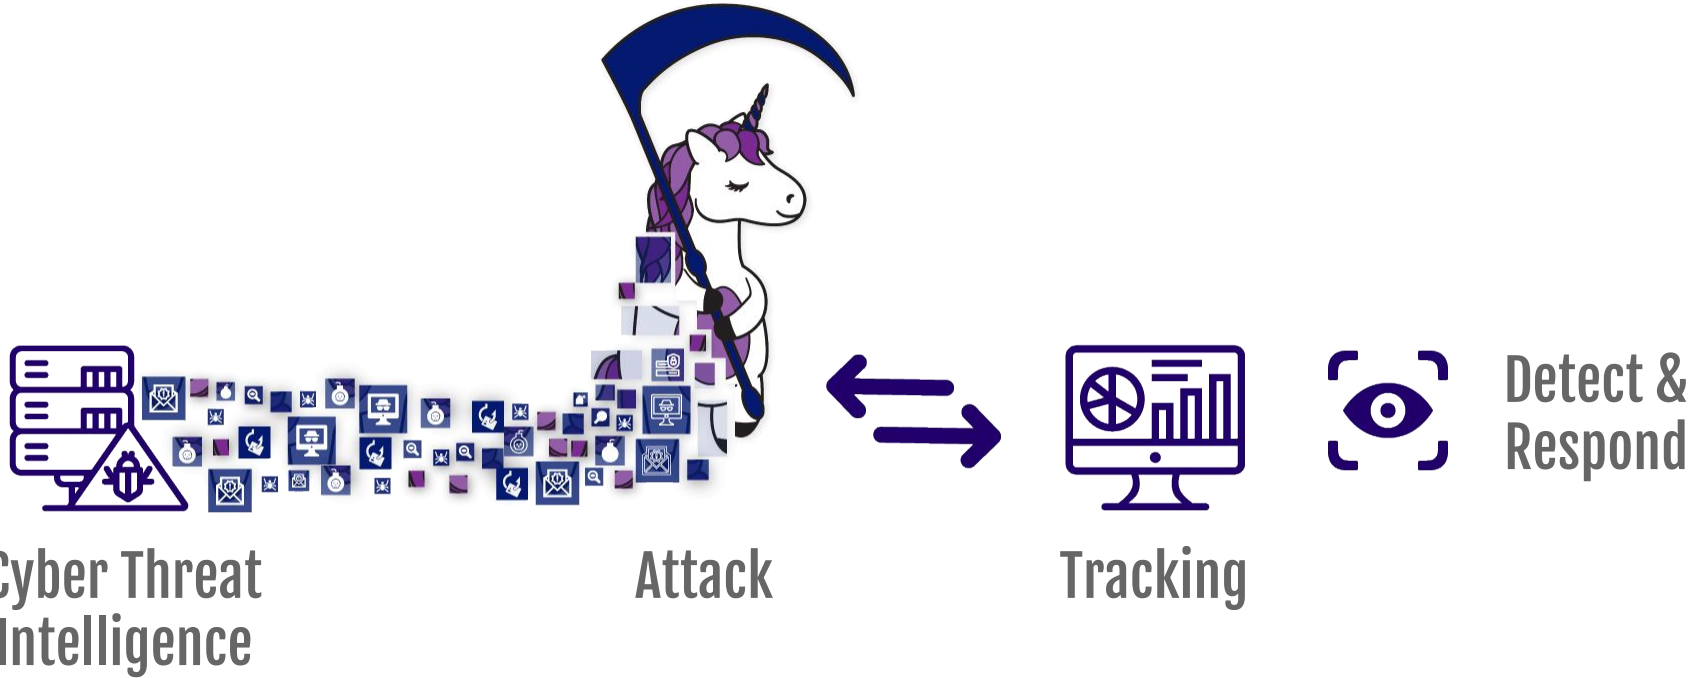 Cyber Threat
Intelligence
Attack
Tracking
Detect &
Respond